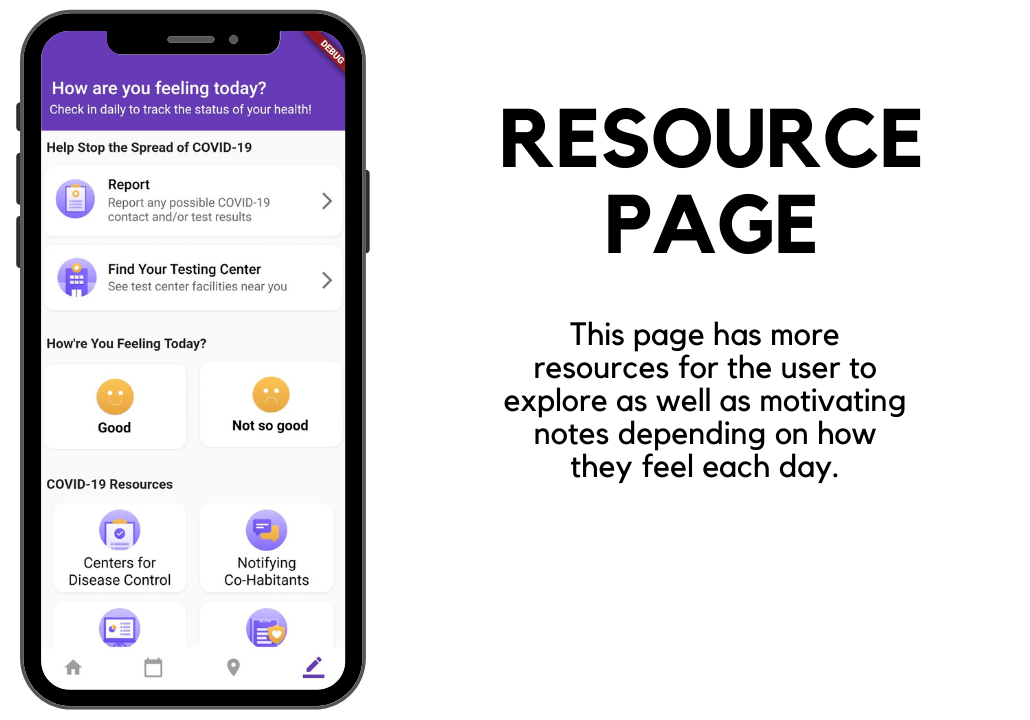 DEBUG
How are you feeling today?
Check in daily to track the status of your health!
Help Stop the Spread of COVID-19
Report
Report any possible COVID-19
contact and/or test results
Find Your Testing Center
See test center facilities near you
How're You Feeling Today?
Good
Not so good
COVID-19 Resources
Centers for
Disease Control
Notifying
Co-Habitants
RESOURCE
PAGE
This page has more
resources for the user to
explore as well as motivating
notes depending on how
they feel each day.